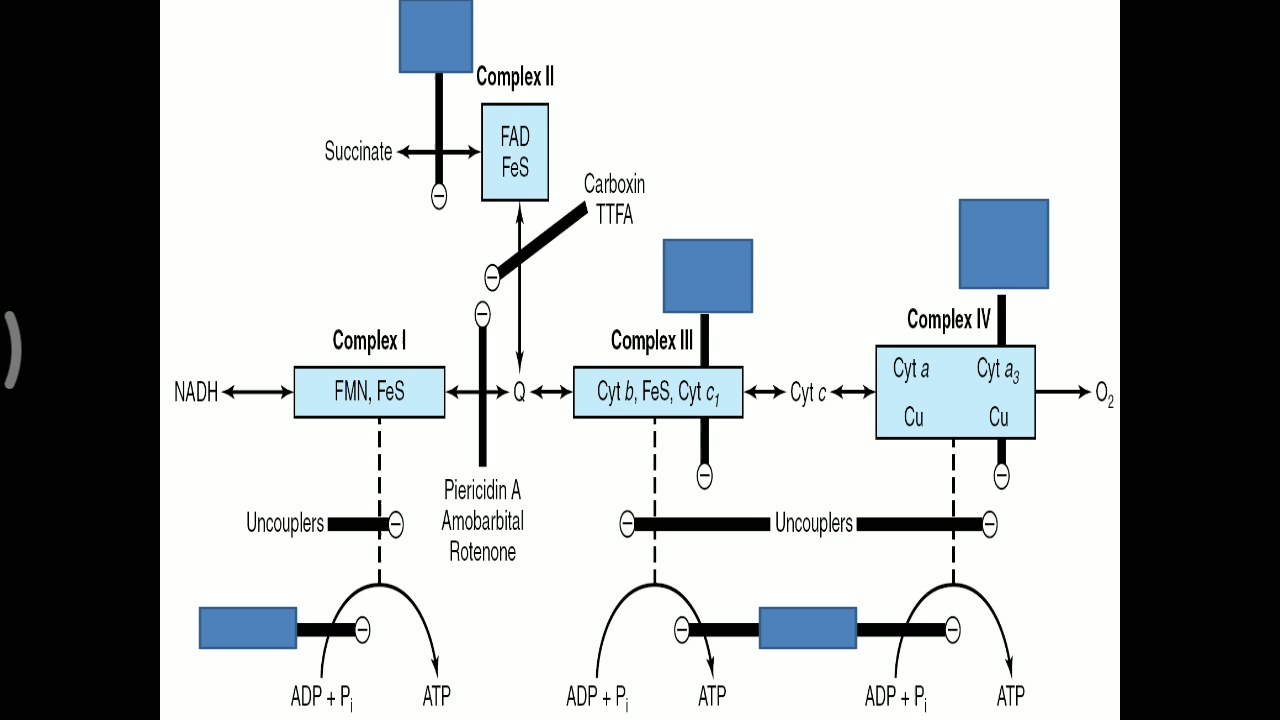 Complex II
FAD
FeS
Succinate
Carboxin
TTFA
Complex I
Complex III
Complex IV
NADH
FMN, FeS
Q
Cyt b, FeS, Cyt c1
Cyt c
Cyt a
Cyt a3
Cu
Cu
O2
Piericidin A
Amobarbital
Rotenone
Uncouplers
Uncouplers
ADP + Pi
ATP
ADP + Pi
ATP
ADP + Pi
ATP